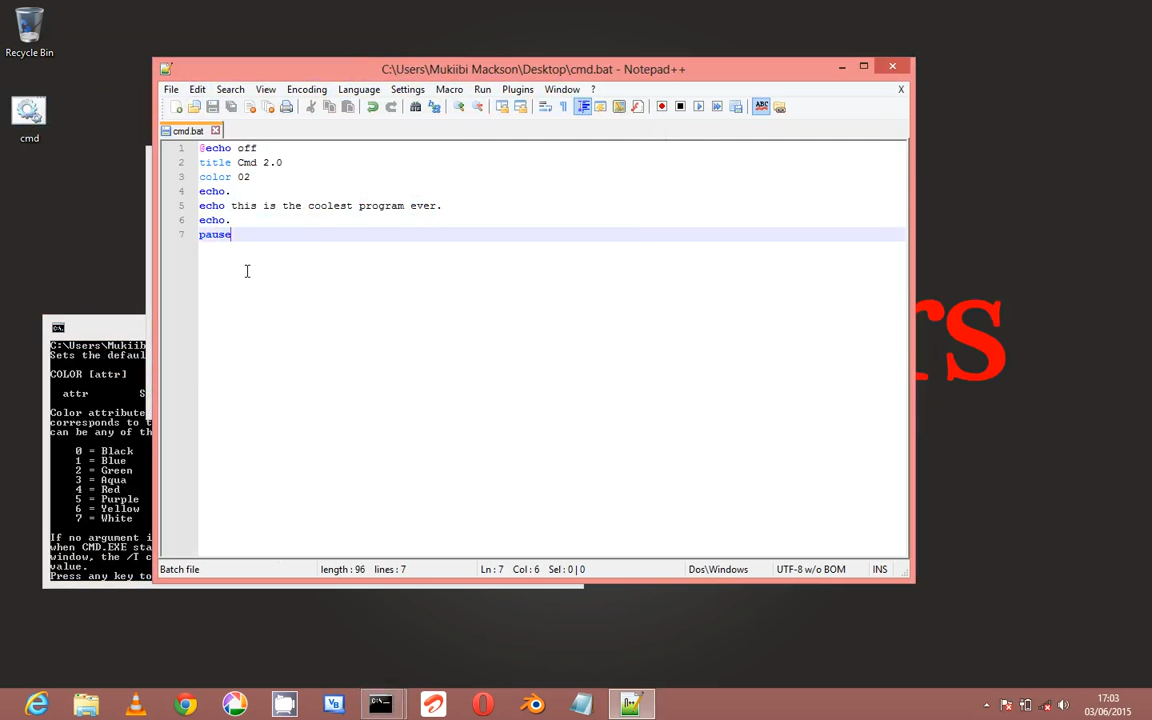 Recycle Bin
cmd
C:\Users\Mukiibi Mackson\Desktop\cmd.bat - Notepad++
File Edit Search View Encoding Language Settings Macro Run Plugins Window ? X
cmd.bat
1 @echo off
2 title Cmd 2.0
3 color 02
4 echo.
5 echo this is the coolest program ever.
6 echo.
7 pause
rs
C:\Users\Mukiib
Sets the defaul
COLOR [attr]
attr S
Color attribute
corresponds to t
can be any of th
0 = Black
1 = Blue
2 = Green
3 = Aqua
4 = Red
5 = Purple
6 = Yellow
7 = White
If no argument i
when CMD.EXE sta
window, the /T c
value.
Press any key to
Batch file length : 96 lines : 7 Ln : 7 Col : 6 Sel : 0 | 0 Dos\Windows UTF-8 w/o BOM INS
17:03
03/06/2015